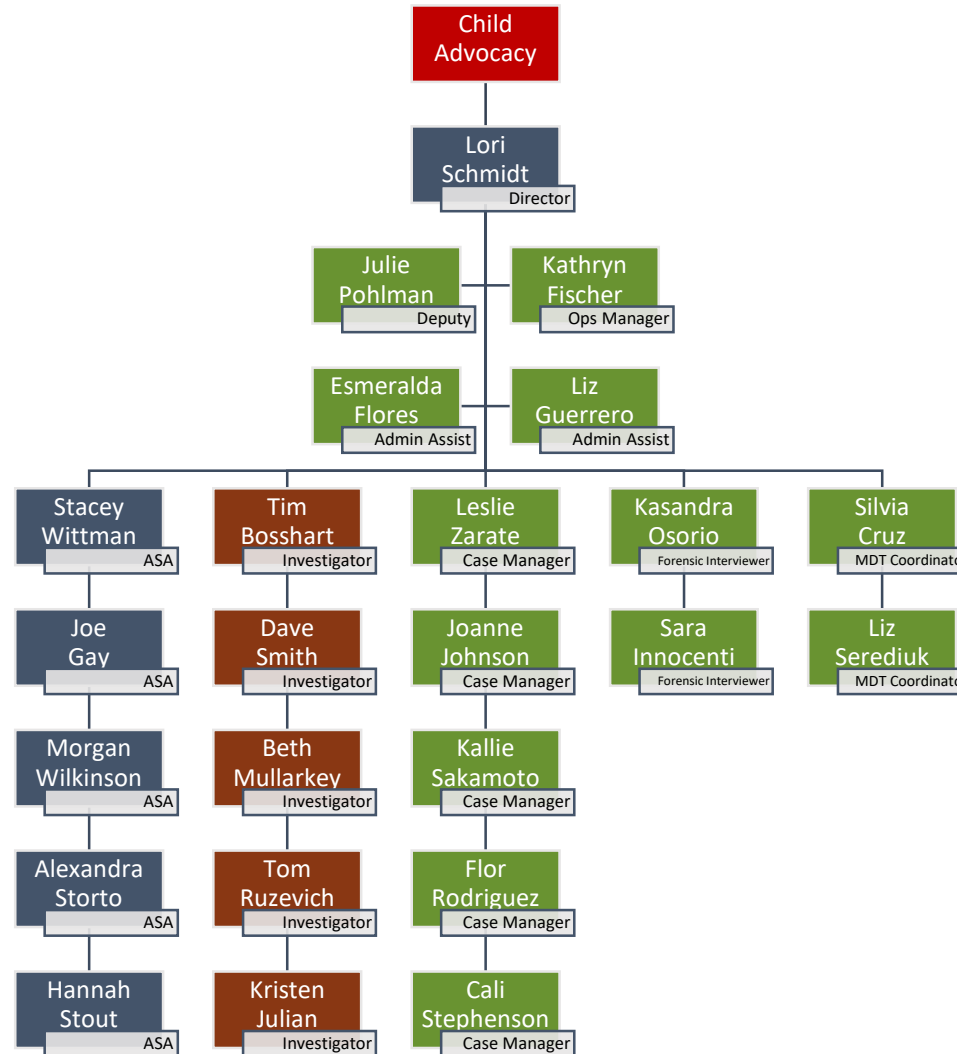 Child
Advocacy
Lori
Schmidt
Director
Julie
Pohlman
Deputy
Kathryn
Fischer
Ops Manager
Esmeralda
Flores
Admin Assist
Liz
Guerrero
Admin Assist
Stacey
Wittman
ASA
Tim
Bosshart
Investigator
Leslie
Zarate
Case Manager
Kasandra
Osorio
Forensic Interviewer
Silvia
Cruz
MDT Coordinato
Joe
Gay
ASA
Dave
Smith
Investigator
Joanne
Johnson
Case Manager
Sara
Innocenti
Forensic Interviewer
Liz
Serediuk
MDT Coordinato
Morgan
Wilkinson
ASA
Beth
Mullarkey
Investigator
Kallie
Sakamoto
Case Manager
Alexandra
Storto
ASA
Tom
Ruzevich
Investigator
Flor
Rodriguez
Case Manager
Hannah
Stout
ASA
Kristen
Julian
Investigator
Cali
Stephenson
Case Manager